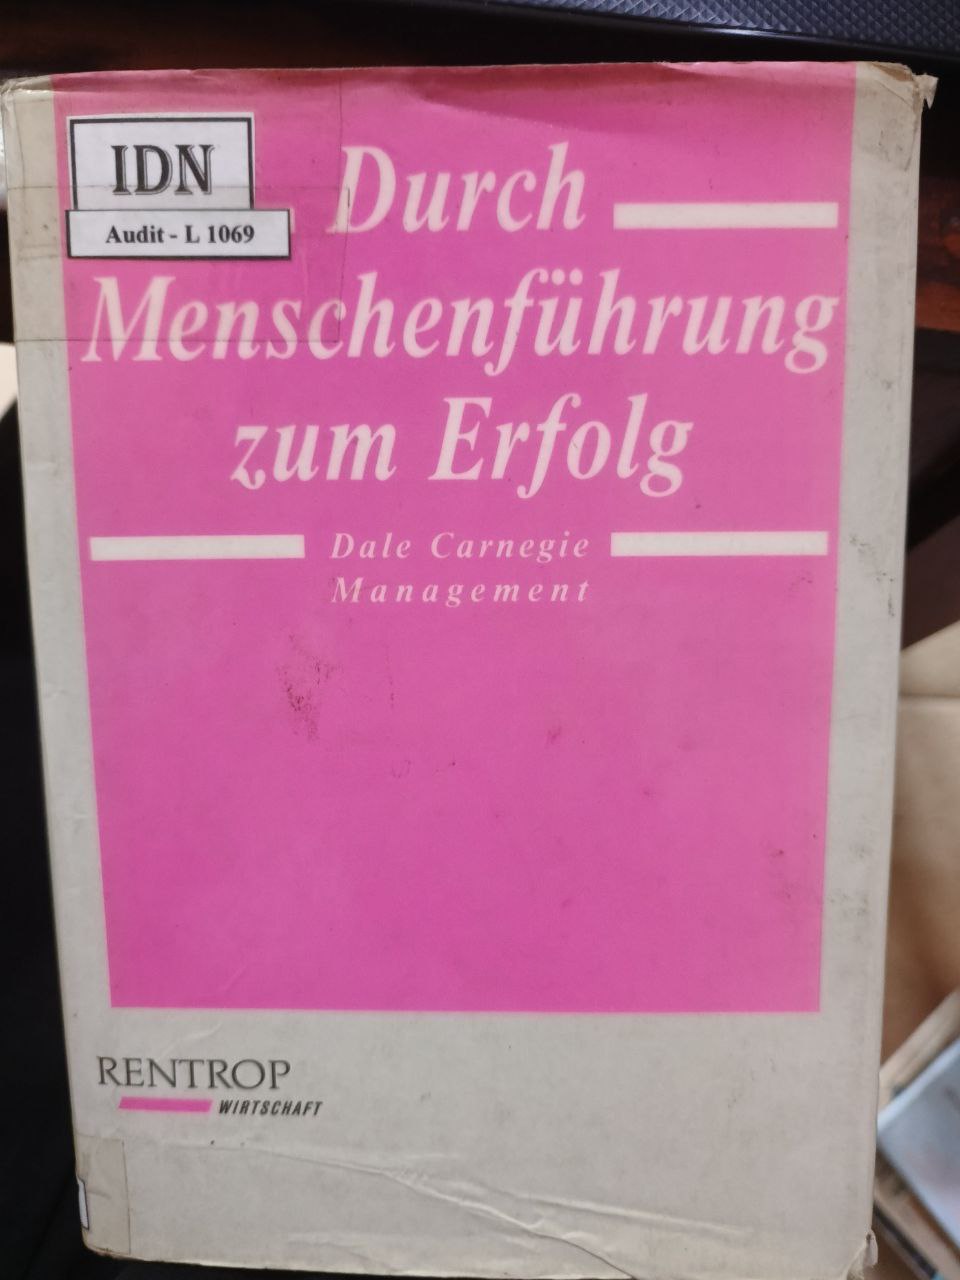 IDN
Audit - L 1069
Durch
Menschenführung
zum Erfolg
Dale Carnegie
Management
RENTROP
WIRTSCHAFT